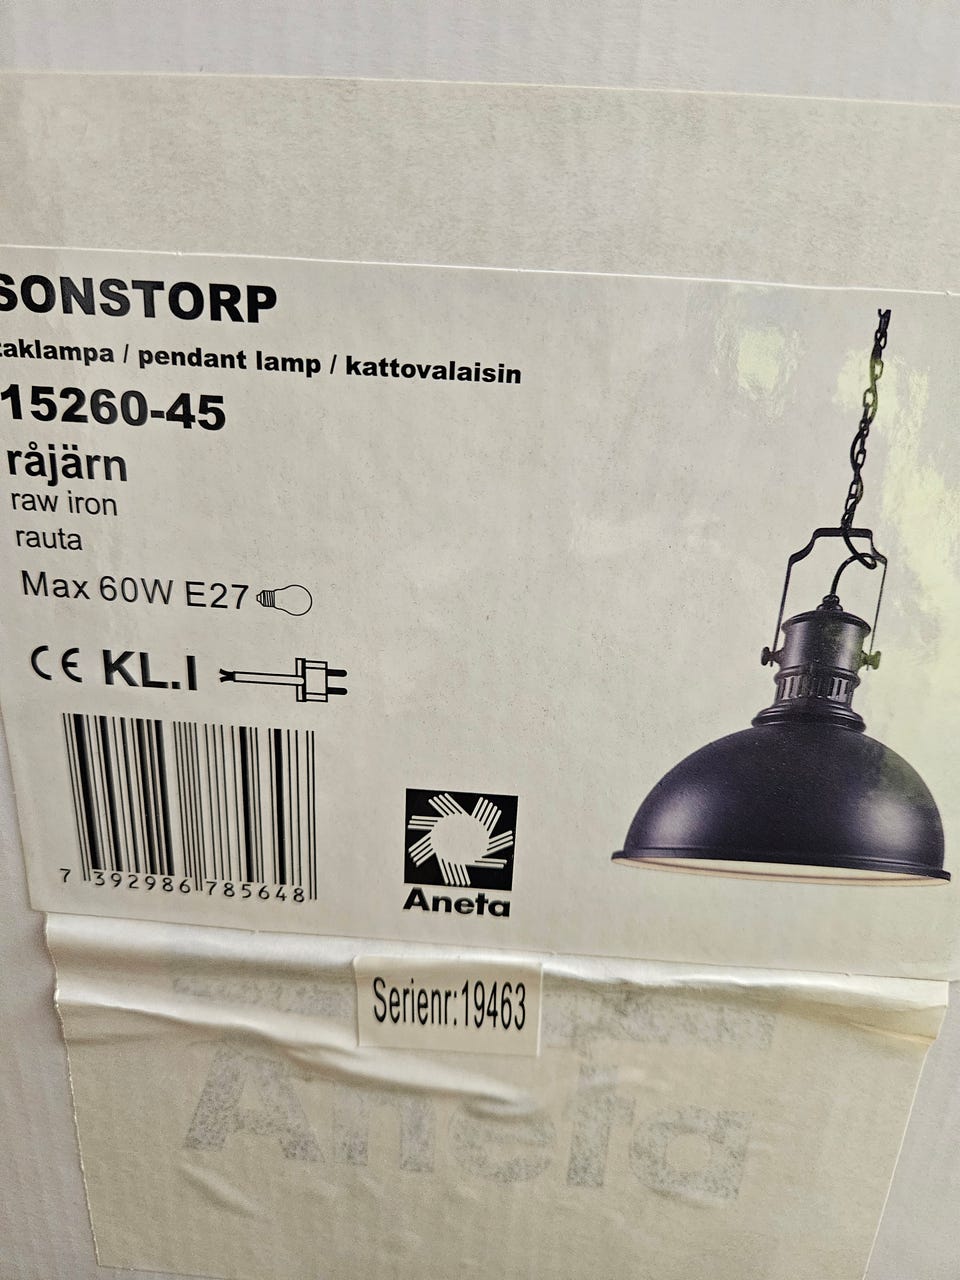 SONSTORP
taklampa / pendant lamp / kattovalaisin
15260-45
råjärn
raw iron
rauta
Max 60W E27
CE KL.I
7 392986 785648
Aneta
Serienr:19463
Aneta